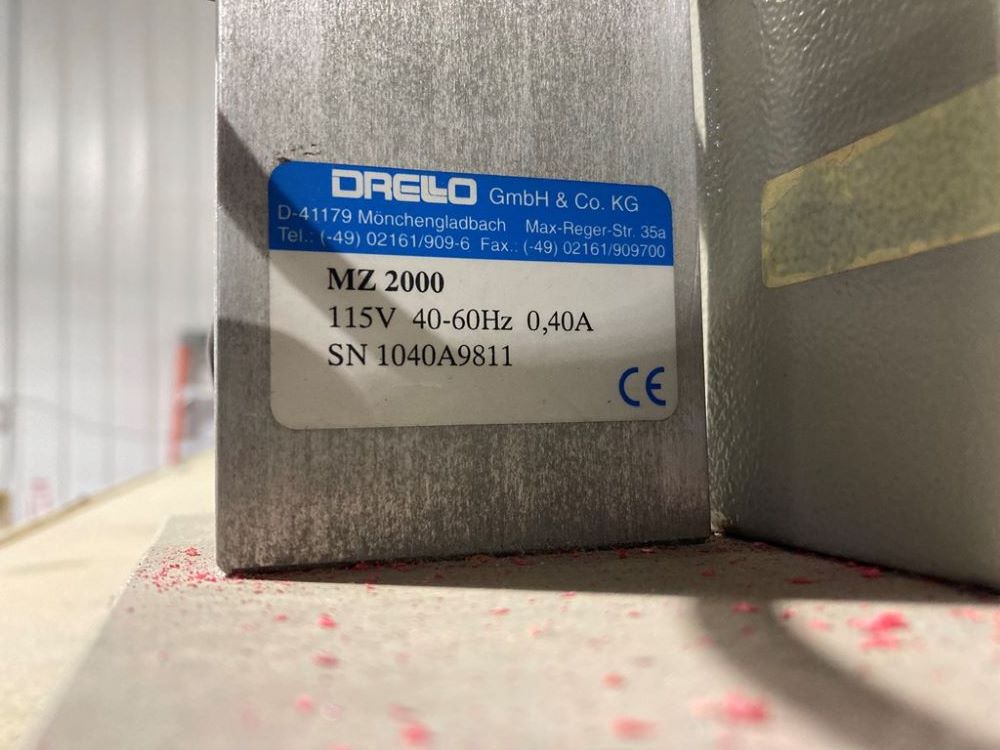 DRELLO GmbH & Co. KG
D-41179 Mönchengladbach Max-Reger-Str. 35a
Tel.: (-49) 02161/909-6 Fax.: (-49) 02161/909700
MZ 2000
115V 40-60Hz 0,40A
SN 1040A9811
CE